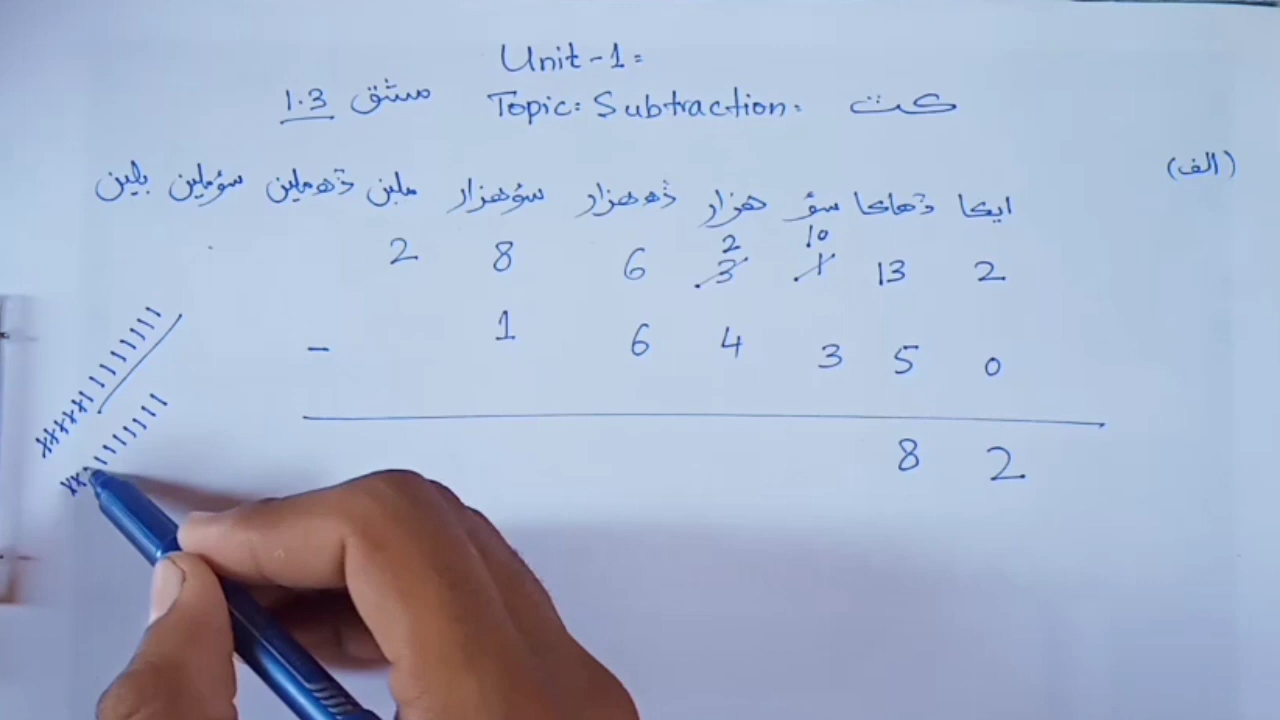 Unit-1:
مشق 1.3 Topic: Subtraction: ڪٽ
(الف)
ايڪا ڏهاڪا سؤ هزار ڏھ هزار سؤ هزار ملين ڏھ ملين سؤ ملين بلين
2 10
2 8 6 3 1 13 2
- 1 6 4 3 5 0
8 2